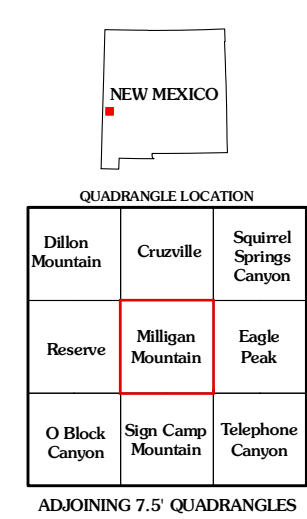 NEW MEXICO
QUADRANGLE LOCATION
Dillon
Mountain
Cruzville
Squirrel
Springs
Canyon
Reserve
Milligan
Mountain
Eagle
Peak
O Block
Canyon
Sign Camp
Mountain
Telephone
Canyon
ADJOINING 7.5' QUADRANGLES